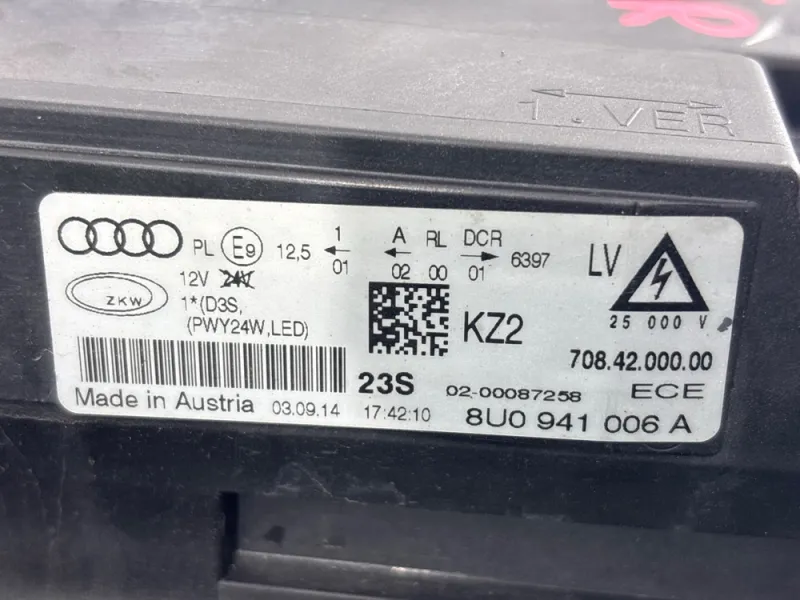 1.VER
PL E9 12,5 1 A RL DCR
01 02 00 01 6397 LV
12V 24V
ZKW
1*(D3S,
(PWY24W,LED)
KZ2
25 000 V
708.42.000.00
23S 02-00087258 ECE
Made in Austria 03.09.14 17:42:10 8U0 941 006 A